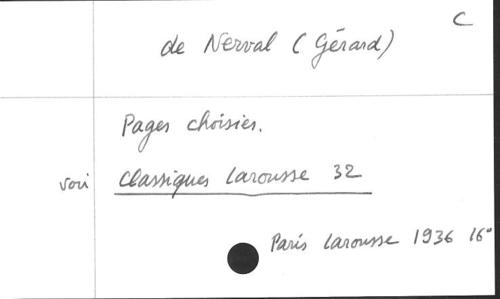 C
de Nerval (Gérard)
Pages choisies.
voir Classiques Larousse 32
Paris Larousse 1936 16°